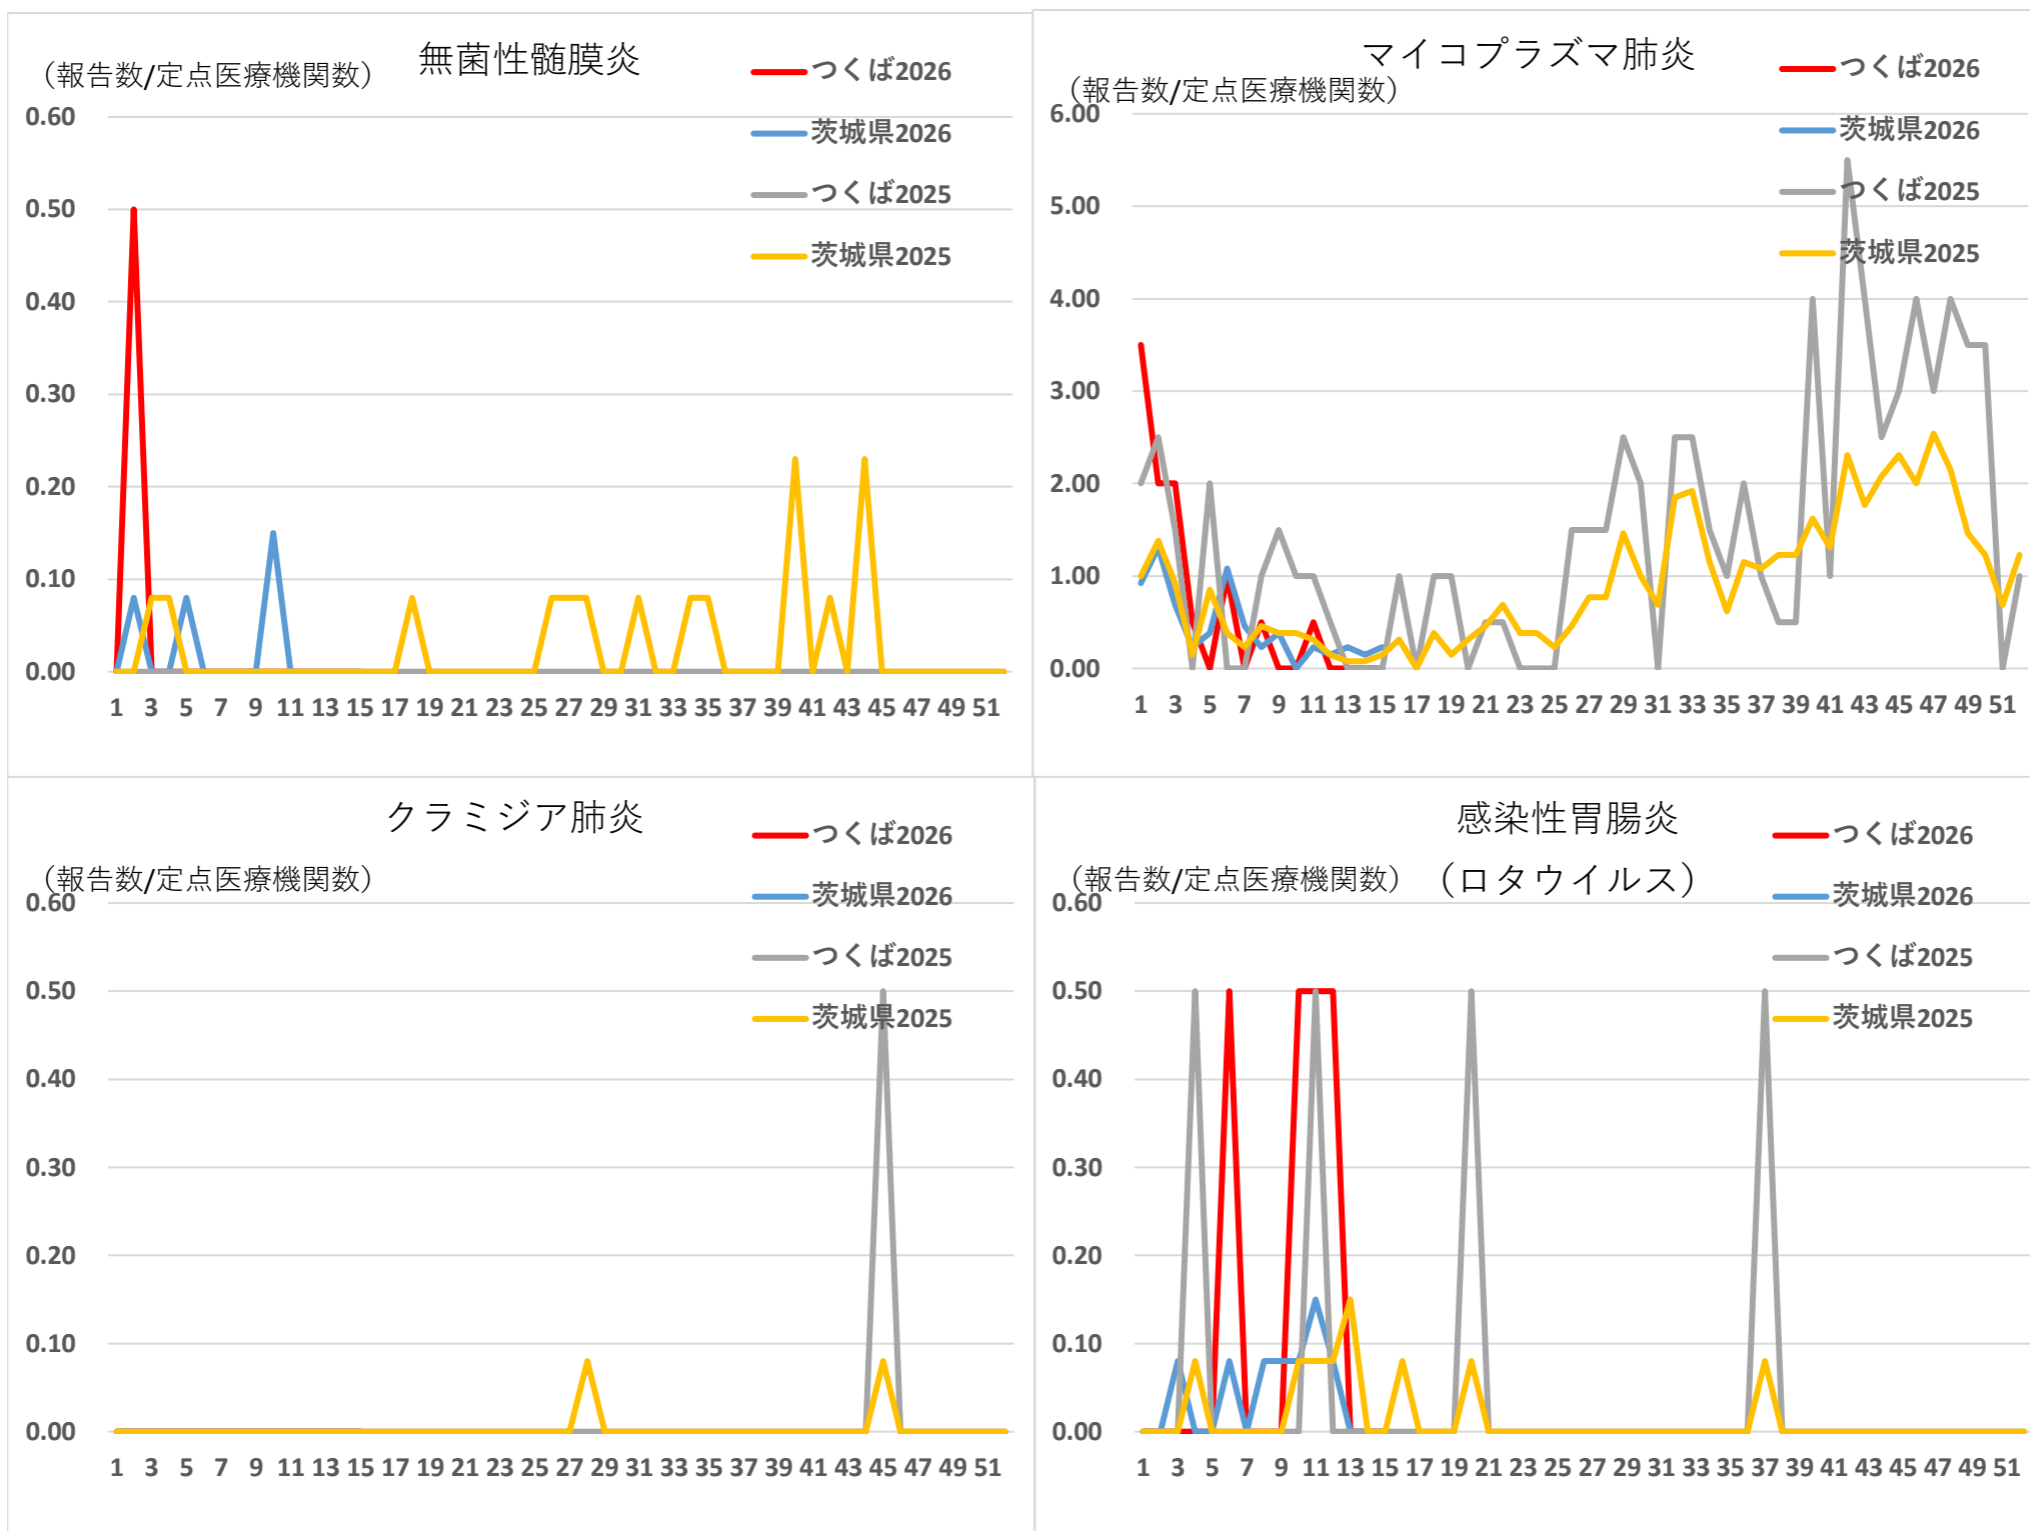 無菌性髄膜炎
（報告数/定点医療機関数）
つくば2026
茨城県2026
つくば2025
茨城県2025
0.60
0.50
0.40
0.30
0.20
0.10
0.00
1 3 5 7 9 11 13 15 17 19 21 23 25 27 29 31 33 35 37 39 41 43 45 47 49 51
マイコプラズマ肺炎
（報告数/定点医療機関数）
つくば2026
茨城県2026
つくば2025
茨城県2025
6.00
5.00
4.00
3.00
2.00
1.00
0.00
1 3 5 7 9 11 13 15 17 19 21 23 25 27 29 31 33 35 37 39 41 43 45 47 49 51
クラミジア肺炎
（報告数/定点医療機関数）
つくば2026
茨城県2026
つくば2025
茨城県2025
0.60
0.50
0.40
0.30
0.20
0.10
0.00
1 3 5 7 9 11 13 15 17 19 21 23 25 27 29 31 33 35 37 39 41 43 45 47 49 51
感染性胃腸炎
（ロタウイルス）
（報告数/定点医療機関数）
つくば2026
茨城県2026
つくば2025
茨城県2025
0.60
0.50
0.40
0.30
0.20
0.10
0.00
1 3 5 7 9 11 13 15 17 19 21 23 25 27 29 31 33 35 37 39 41 43 45 47 49 51